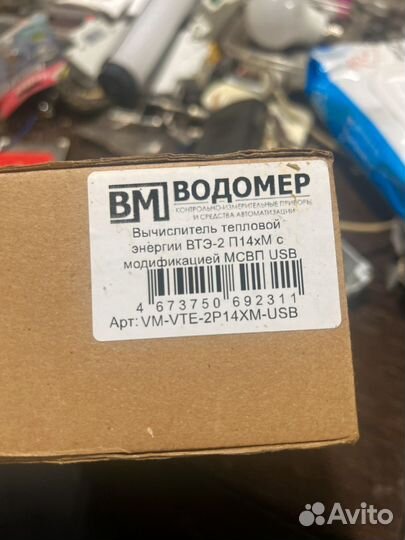 ВМ ВОДОМЕР
КОНТРОЛЬНО-ИЗМЕРИТЕЛЬНЫЕ ПРИБОРЫ
И СРЕДСТВА АВТОМАТИЗАЦИИ
Вычислитель тепловой
энергии ВТЭ-2 П14хМ с
модификацией МСВП USB
4 673750 692311
Арт: VM-VTE-2P14XM-USB
Avito